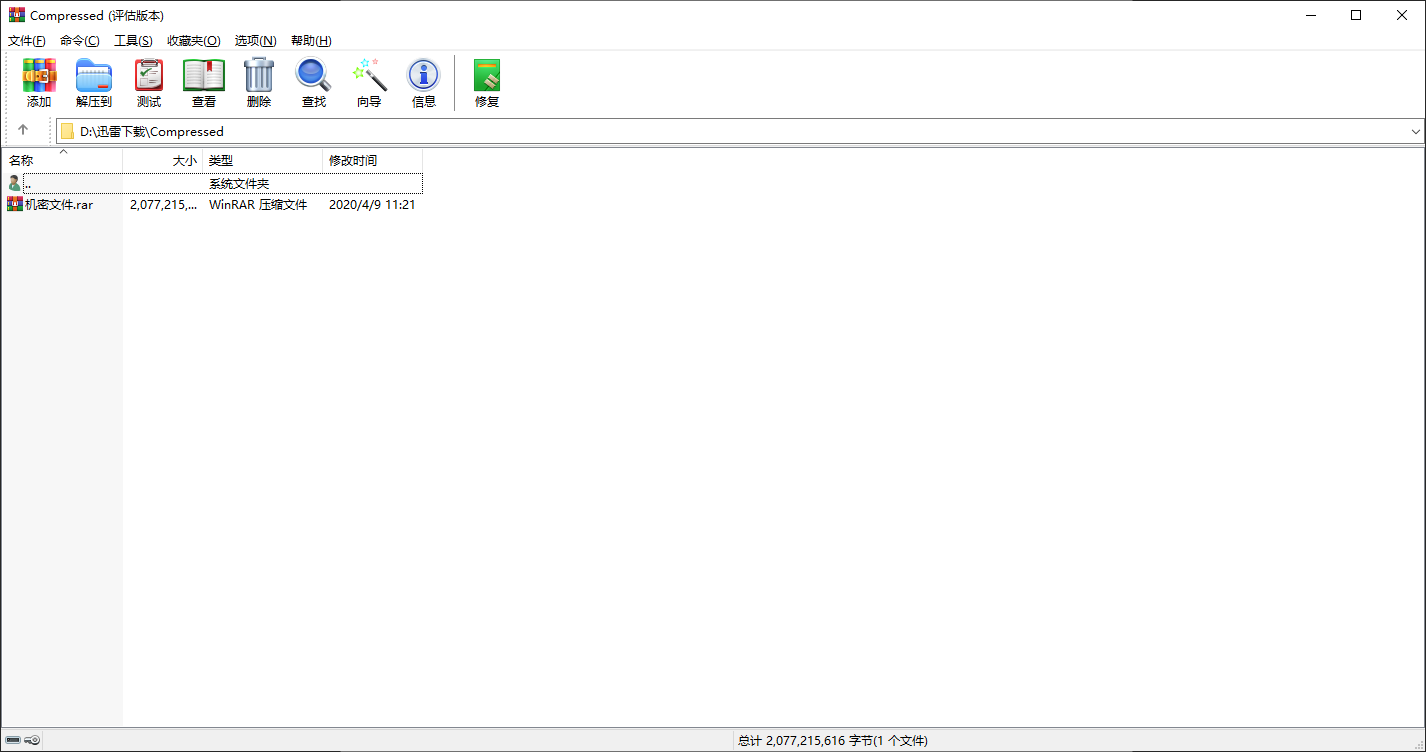 Compressed (评估版本)
文件(F) 命令(C) 工具(S) 收藏夹(O) 选项(N) 帮助(H)
添加 解压到 测试 查看 删除 查找 向导 信息 修复
D:\迅雷下载\Compressed
名称 大小 类型 修改时间
.. 系统文件夹
机密文件.rar 2,077,215,... WinRAR 压缩文件 2020/4/9 11:21
总计 2,077,215,616 字节(1 个文件)